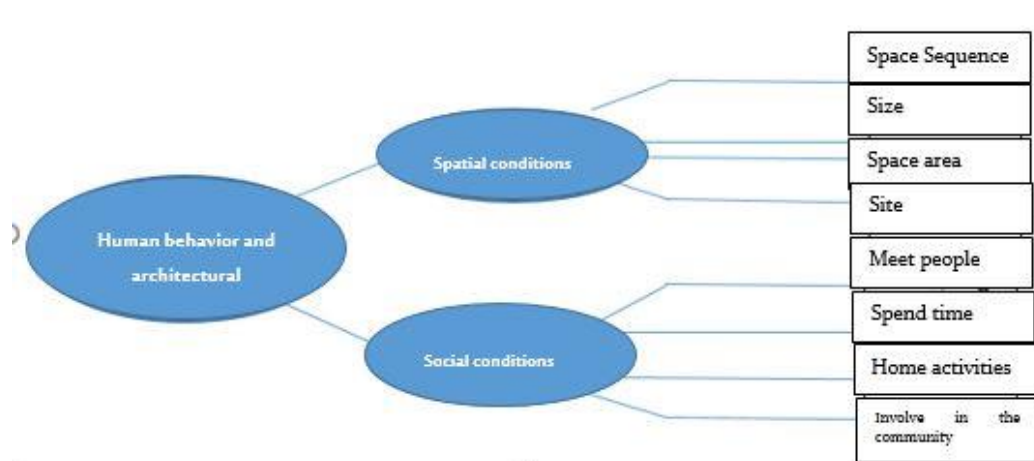 Human behavior and
architectural
Spatial conditions
Social conditions
Space Sequence
Size
Space area
Site
Meet people
Spend time
Home activities
Involve in the
community